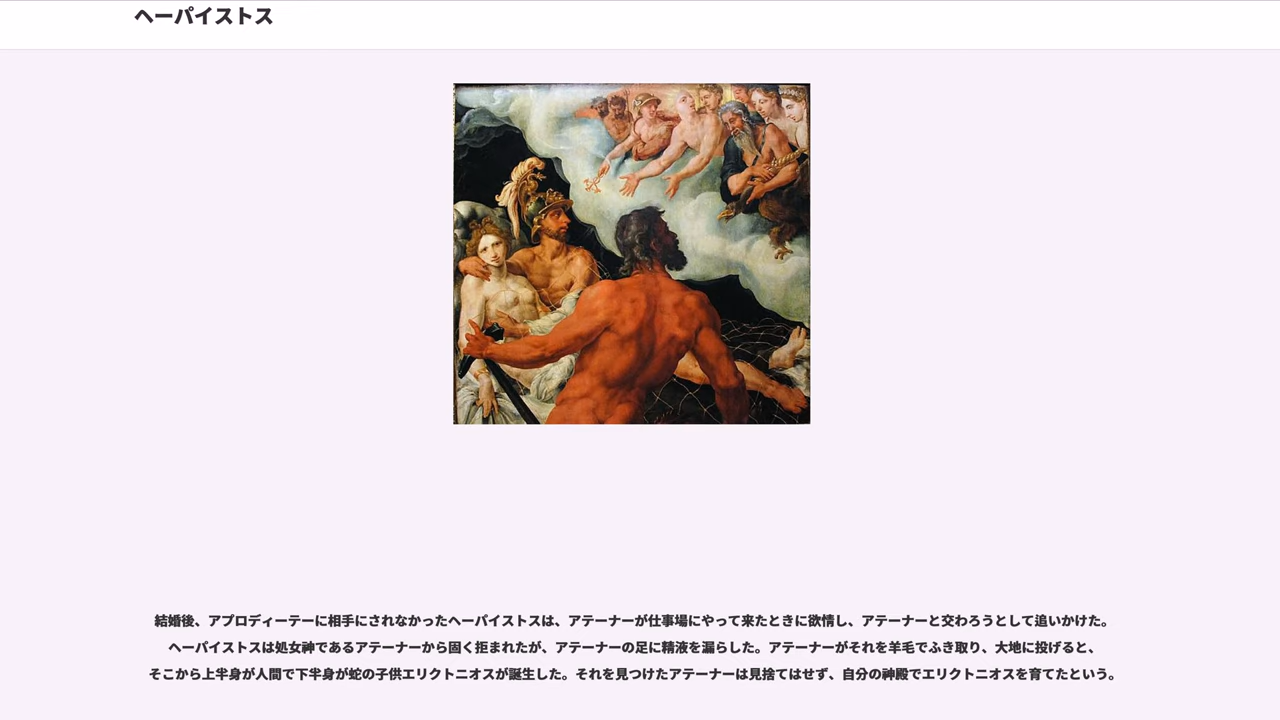 ヘーパイストス
結婚後、アプロディーテーに相手にされなかったヘーパイストスは、アテーナーが仕事場にやって来たときに欲情し、アテーナーと交わろうとして追いかけた。
ヘーパイストスは処女神であるアテーナーから固く拒まれたが、アテーナーの足に精液を漏らした。アテーナーがそれを羊毛でふき取り、大地に投げると、
そこから上半身が人間で下半身が蛇の子供エリクトニオスが誕生した。それを見つけたアテーナーは見捨てはせず、自分の神殿でエリクトニオスを育てたという。